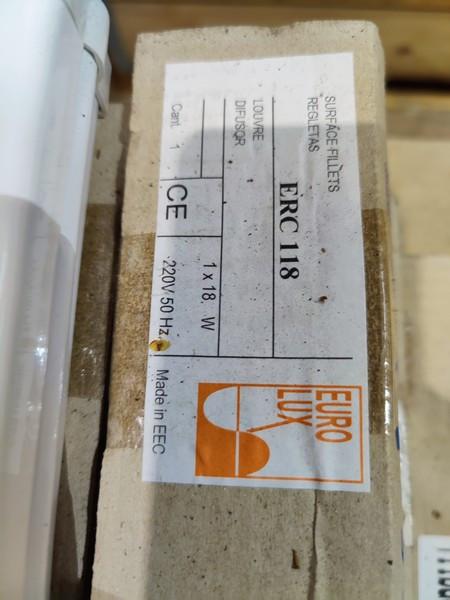 SURFACE FILLETS
REGLETAS
ERC 118
LOUVRE
DIFUSOR
1 x 18 W
Cant. 1
CE
220V 50 Hz.
Made in EEC
EURO
LUX